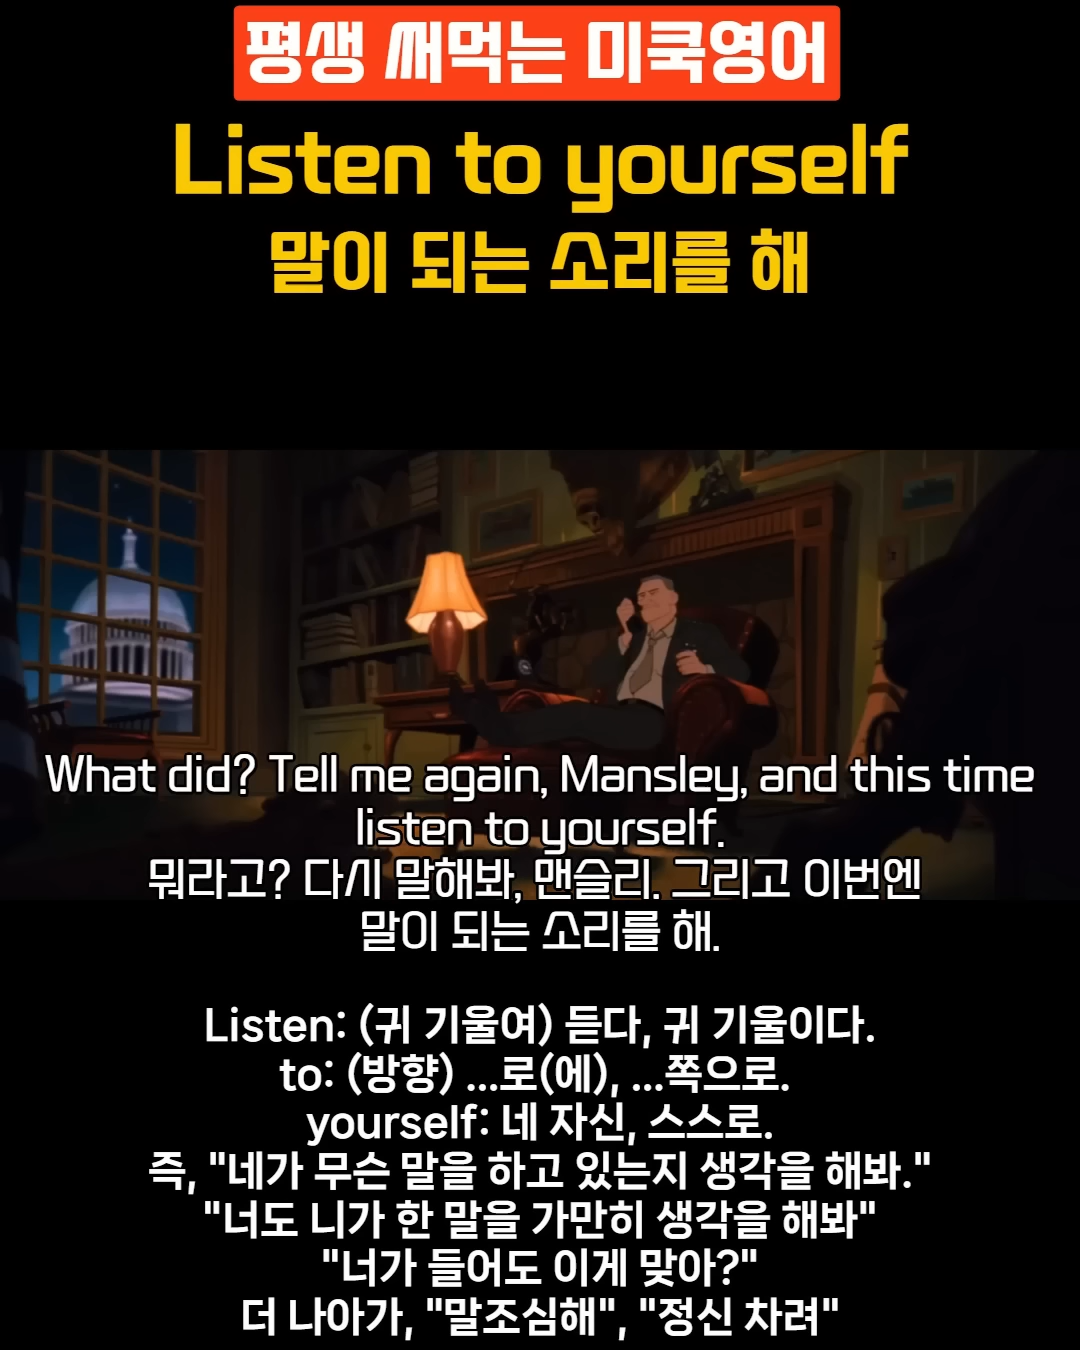 평생 써먹는 미쿡영어
Listen to yourself
말이 되는 소리를 해
What did? Tell me again, Mansley, and this time
listen to yourself.
뭐라고? 다시 말해봐, 맨슬리. 그리고 이번엔
말이 되는 소리를 해.
Listen: (귀 기울여) 듣다, 귀 기울이다.
to: (방향) ...로(에), ...쪽으로.
yourself: 네 자신, 스스로.
즉, "네가 무슨 말을 하고 있는지 생각을 해봐."
"너도 니가 한 말을 가만히 생각을 해봐"
"너가 들어도 이게 맞아?"
더 나아가, "말조심해", "정신 차려"